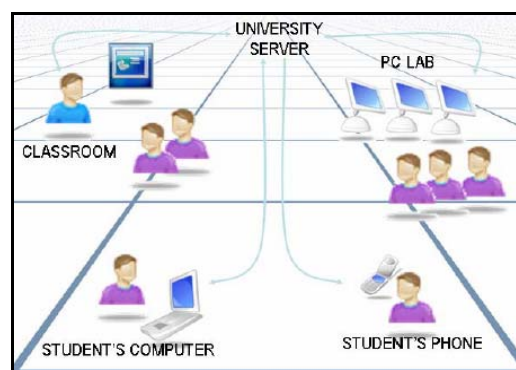 UNIVERSITY
SERVER
PC LAB
CLASSROOM
STUDENT'S COMPUTER
STUDENT'S PHONE